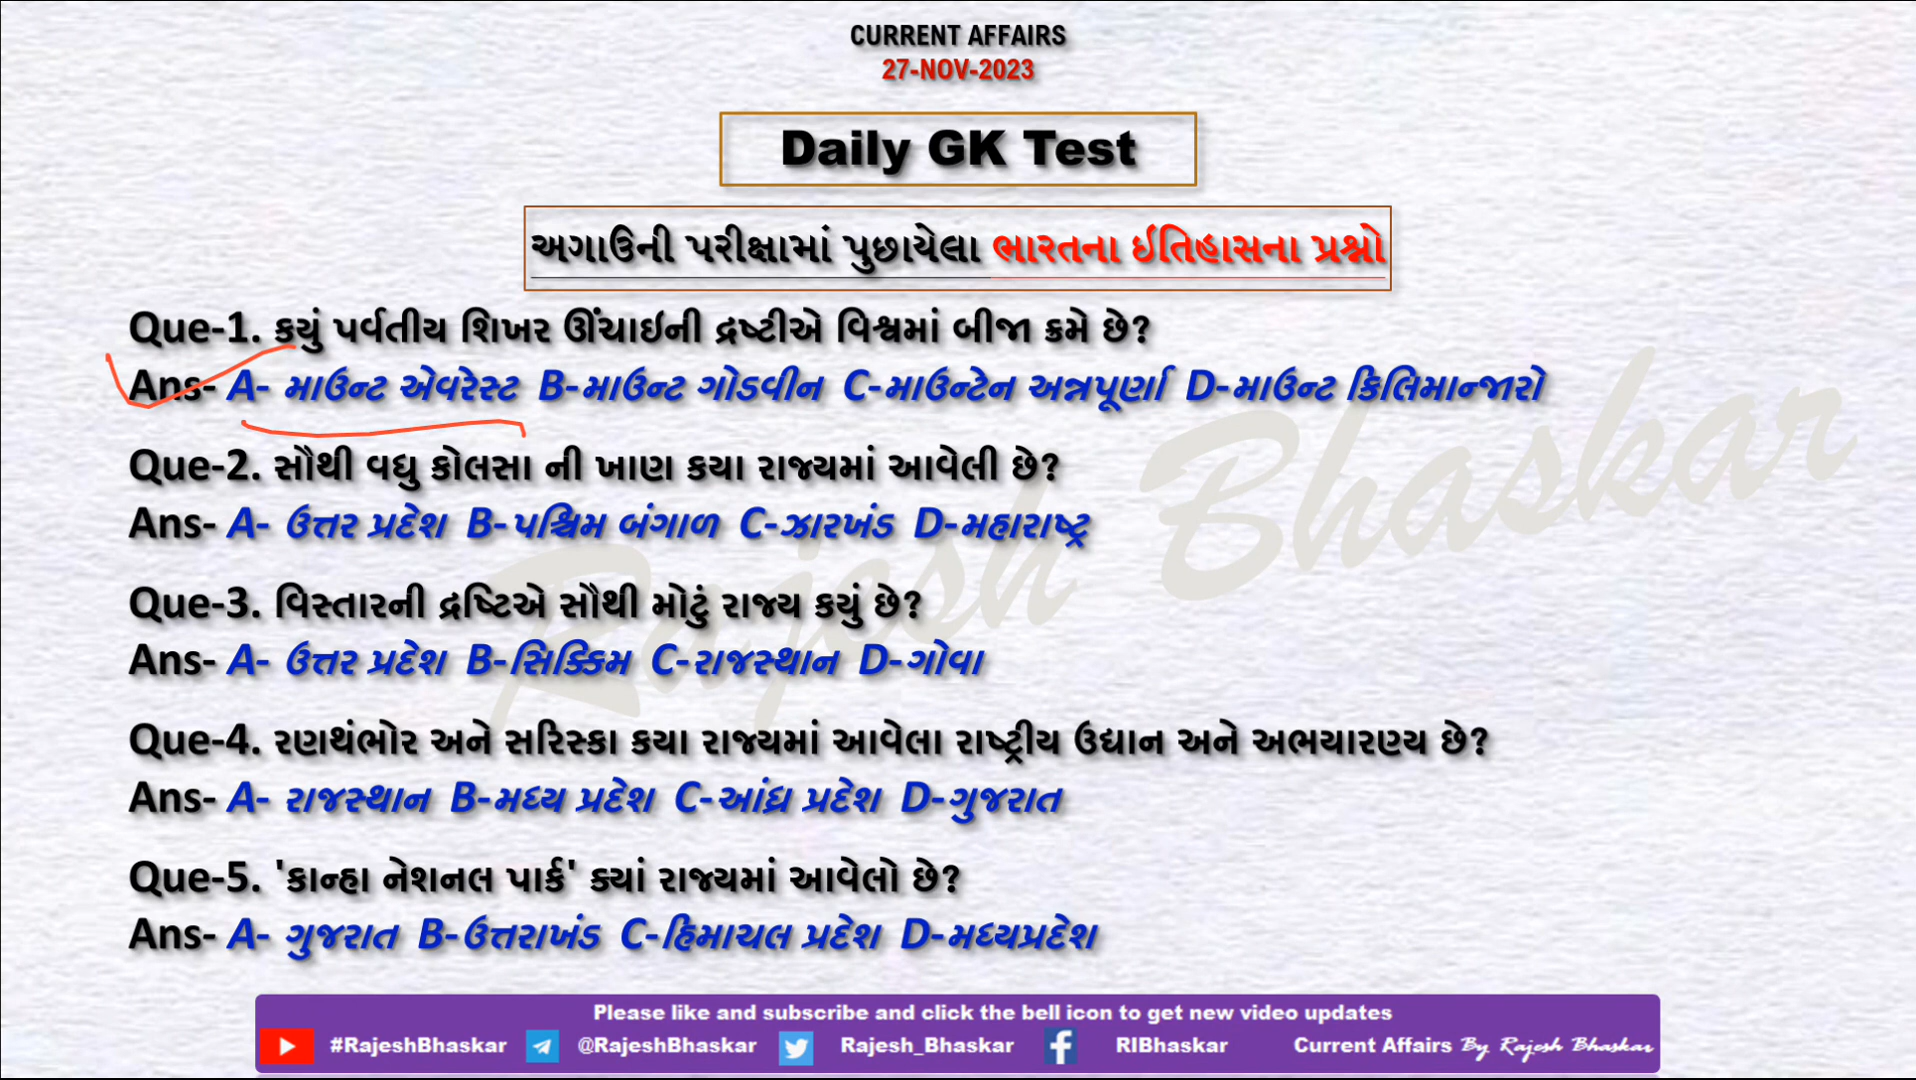 CURRENT AFFAIRS
27-NOV-2023
Daily GK Test
અગાઉની પરીક્ષામાં પુછાયેલા ભારતના ઈતિહાસના પ્રશ્નો
Que-1. કયું પર્વતીય શિખર ઊંચાઇની દ્રષ્ટીએ વિશ્વમાં બીજા ક્રમે છે?
Ans- A- માઉન્ટ એવરેસ્ટ B-માઉન્ટ ગોડવીન C-માઉન્ટેન અન્નપૂર્ણા D-માઉન્ટ કિલિમાન્જારો
Que-2. સૌથી વધુ કોલસા ની ખાણ કયા રાજ્યમાં આવેલી છે?
Ans- A- ઉત્તર પ્રદેશ B-પશ્ચિમ બંગાળ C-ઝારખંડ D-મહારાષ્ટ્ર
Que-3. વિસ્તારની દ્રષ્ટિએ સૌથી મોટું રાજ્ય કયું છે?
Ans- A- ઉત્તર પ્રદેશ B-સિક્કિમ C-રાજસ્થાન D-ગોવા
Que-4. રણથંભોર અને સરિસ્કા કયા રાજ્યમાં આવેલા રાષ્ટ્રીય ઉદ્યાન અને અભયારણ્ય છે?
Ans- A- રાજસ્થાન B-મધ્ય પ્રદેશ C-આંધ્ર પ્રદેશ D-ગુજરાત
Que-5. 'કાન્હા નેશનલ પાર્ક' ક્યાં રાજ્યમાં આવેલો છે?
Ans- A- ગુજરાત B-ઉત્તરાખંડ C-હિમાચલ પ્રદેશ D-મધ્યપ્રદેશ
Rajesh Bhaskar
Please like and subscribe and click the bell icon to get new video updates
#RajeshBhaskar @RajeshBhaskar Rajesh_Bhaskar RIBhaskar Current Affairs By Rajesh Bhaskar